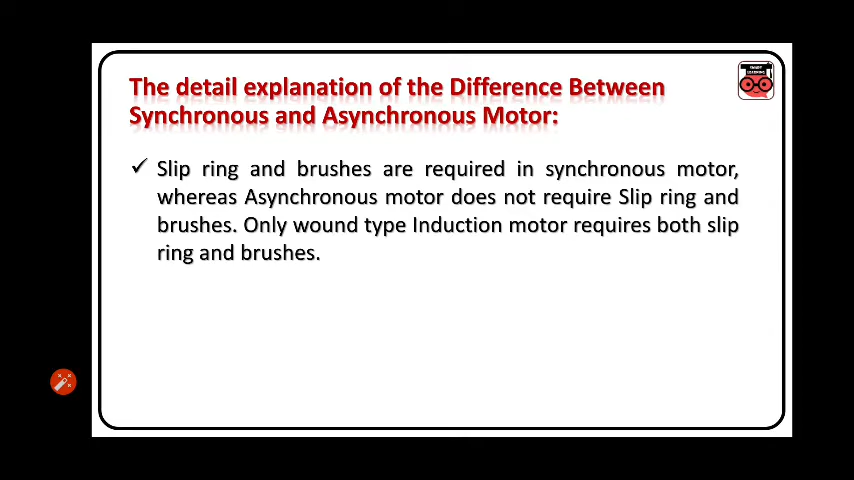 The detail explanation of the Difference Between
Synchronous and Asynchronous Motor:
SMART
LEARNING
✓ Slip ring and brushes are required in synchronous motor,
whereas Asynchronous motor does not require Slip ring and
brushes. Only wound type Induction motor requires both slip
ring and brushes.